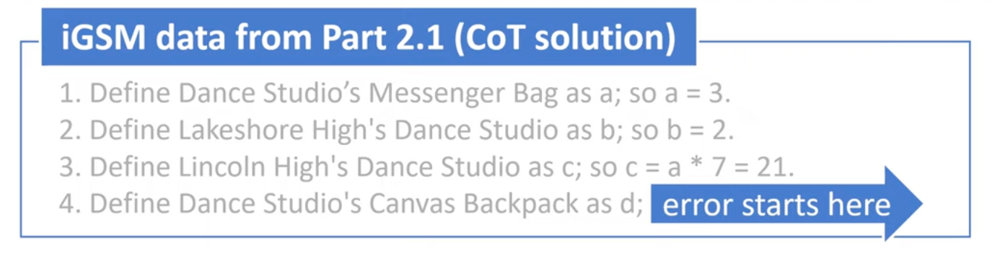 iGSM data from Part 2.1 (CoT solution)
1. Define Dance Studio’s Messenger Bag as a; so a = 3.
2. Define Lakeshore High's Dance Studio as b; so b = 2.
3. Define Lincoln High's Dance Studio as c; so c = a * 7 = 21.
4. Define Dance Studio's Canvas Backpack as d; error starts here